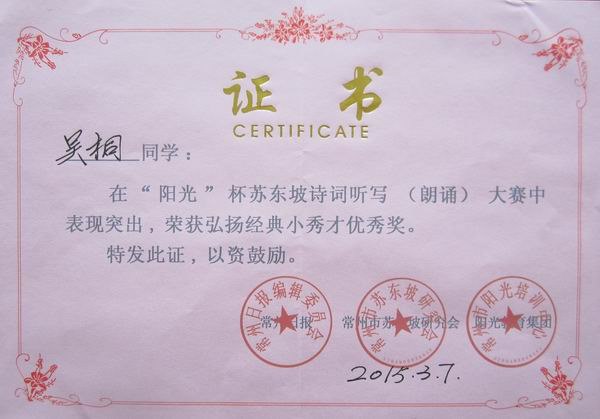 证书
CERTIFICATE
吴桐 同学：
在“阳光”杯苏东坡诗词听写（朗诵）大赛中
表现突出，荣获弘扬经典小秀才优秀奖。
特发此证，以资鼓励。
常州日报 常州市苏东坡研究会 阳光教育集团
常州日报编辑委员会
常州市苏东坡研究会
常州市阳光培训中心
2015.3.7.